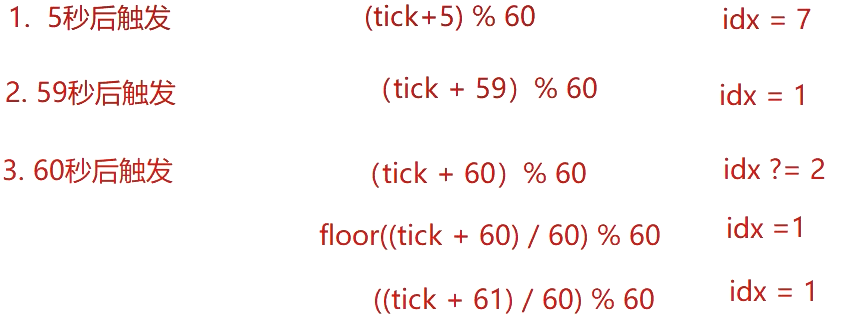 1. 5秒后触发 (tick+5) % 60 idx = 7
2. 59秒后触发 (tick + 59) % 60 idx = 1
3. 60秒后触发 (tick + 60) % 60 idx ?= 2
floor((tick + 60) / 60) % 60 idx =1
((tick + 61) / 60) % 60 idx = 1